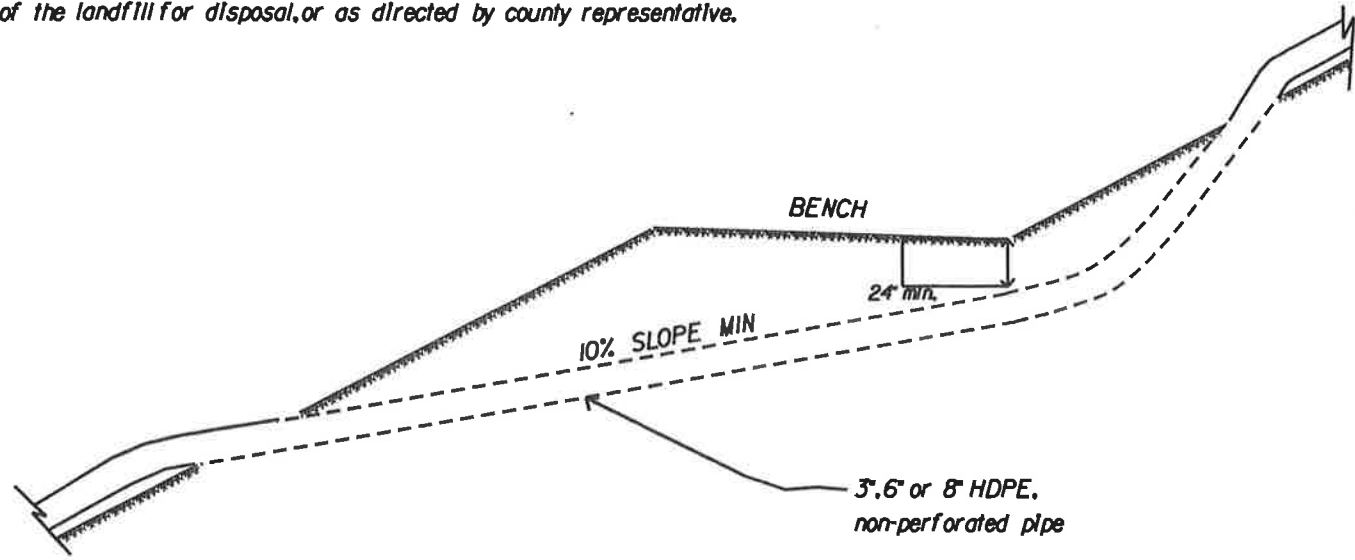 of the landfill for disposal, or as directed by county representative.
BENCH
24" min.
10% SLOPE MIN
3", 6" or 8" HDPE,
non-perforated pipe